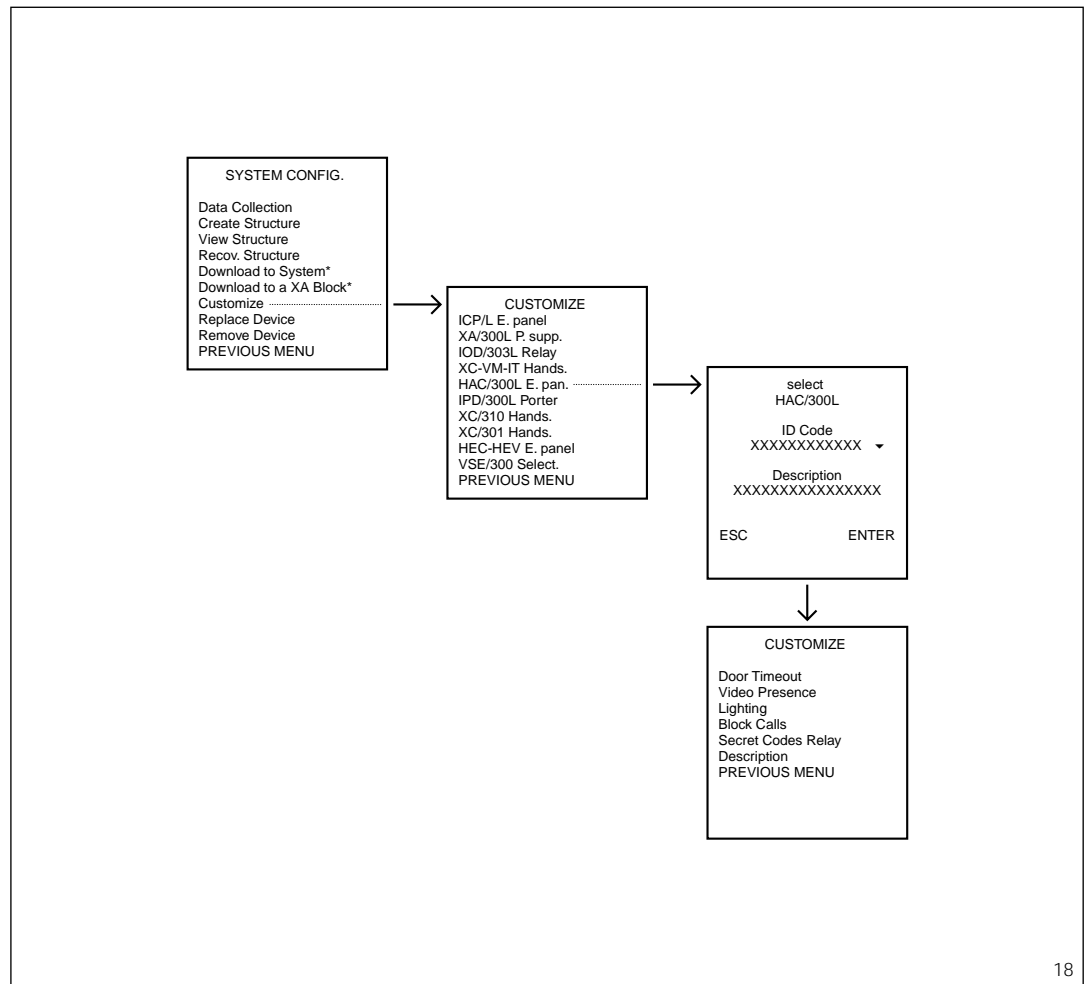 SYSTEM CONFIG.
Data Collection
Create Structure
View Structure
Recov. Structure
Download to System*
Download to a XA Block*
Customize
Replace Device
Remove Device
PREVIOUS MENU
CUSTOMIZE
ICP/L E. panel
XA/300L P. supp.
IOD/303L Relay
XC-VM-IT Hands.
HAC/300L E. pan.
IPD/300L Porter
XC/310 Hands.
XC/301 Hands.
HEC-HEV E. panel
VSE/300 Select.
PREVIOUS MENU
select
HAC/300L
ID Code
XXXXXXXXXXXX
Description
XXXXXXXXXXXXXXXX
ESC ENTER
CUSTOMIZE
Door Timeout
Video Presence
Lighting
Block Calls
Secret Codes Relay
Description
PREVIOUS MENU
18